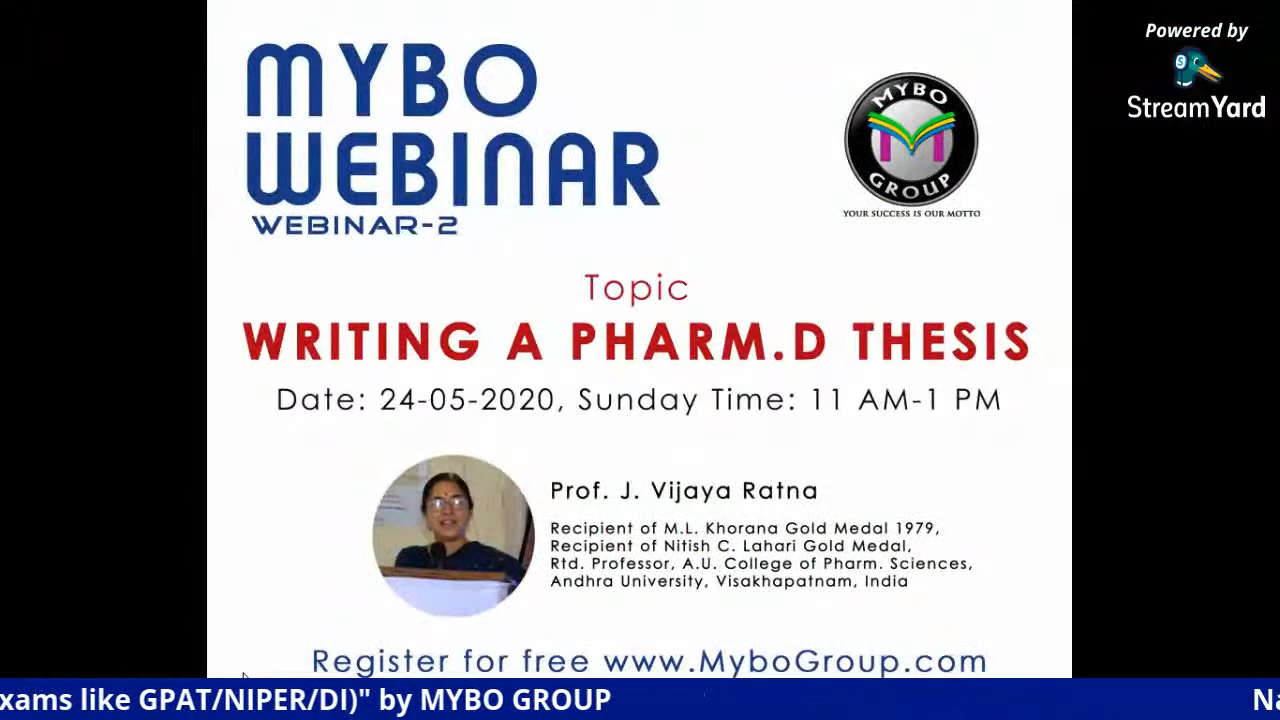 MYBO
WEBINAR
WEBINAR-2
MYBO
GROUP
YOUR SUCCESS IS OUR MOTTO
Powered by
StreamYard
Topic
WRITING A PHARM.D THESIS
Date: 24-05-2020, Sunday Time: 11 AM-1 PM
Prof. J. Vijaya Ratna
Recipient of M.L. Khorana Gold Medal 1979,
Recipient of Nitish C. Lahari Gold Medal,
Rtd. Professor, A.U. College of Pharm. Sciences,
Andhra University, Visakhapatnam, India
Register for free www.MyboGroup.com
xams like GPAT/NIPER/DI)" by MYBO GROUP Na